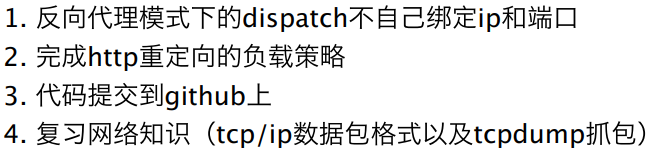 1. 反向代理模式下的dispatch不自己绑定ip和端口
2. 完成http重定向的负载策略
3. 代码提交到github上
4. 复习网络知识（tcp/ip数据包格式以及tcpdump抓包）